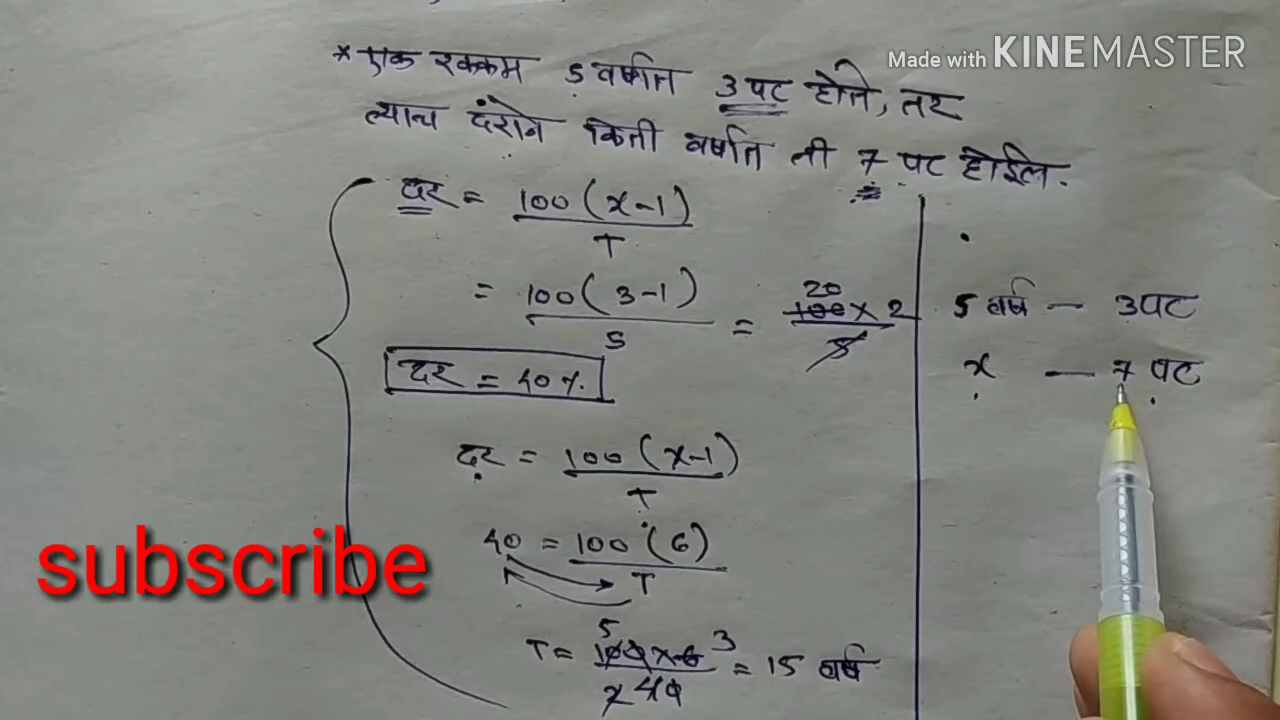 Made with KINEMASTER
* एक रक्कम 5 वर्षात 3 पट होते, तर
त्याच दराने किती वर्षात ती 7 पट होईल.
दर = 100 (x-1)
T
= 100 ( 3-1)
5
= 20
100 x 2
5
दर = 40 %.
दर = 100 (x-1)
T
40 = 100 (6)
T
5 3
T = 100 x 6 = 15 वर्ष
2 40
5 वर्ष — 3 पट
x — 7 पट
subscribe